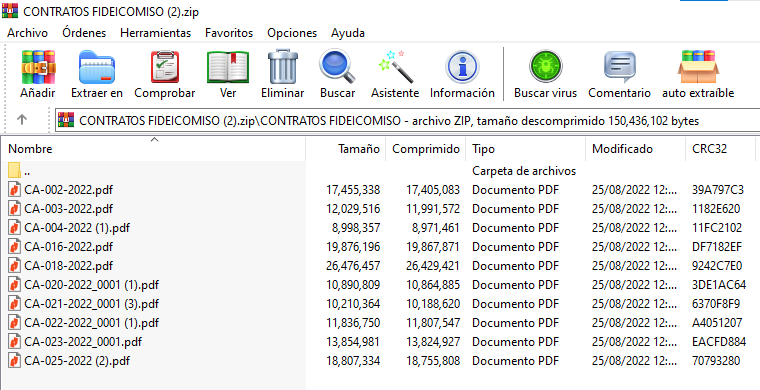 CONTRATOS FIDEICOMISO (2).zip
Archivo Órdenes Herramientas Favoritos Opciones Ayuda
Añadir Extraer en Comprobar Ver Eliminar Buscar Asistente Información Buscar virus Comentario auto extraíble
CONTRATOS FIDEICOMISO (2).zip\CONTRATOS FIDEICOMISO - archivo ZIP, tamaño descomprimido 150,436,102 bytes
Nombre Tamaño Comprimido Tipo Modificado CRC32
.. Carpeta de archivos
CA-002-2022.pdf 17,455,338 17,405,083 Documento PDF 25/08/2022 12:... 39A797C3
CA-003-2022.pdf 12,029,516 11,991,572 Documento PDF 25/08/2022 12:... 1182E620
CA-004-2022 (1).pdf 8,998,357 8,971,461 Documento PDF 25/08/2022 12:... 11FC2102
CA-016-2022.pdf 19,876,196 19,867,871 Documento PDF 25/08/2022 12:... DF7182EF
CA-018-2022.pdf 26,476,457 26,429,421 Documento PDF 25/08/2022 12:... 9242C7E0
CA-020-2022_0001 (1).pdf 10,890,809 10,864,885 Documento PDF 25/08/2022 12:... 3DE1AC64
CA-021-2022_0001 (3).pdf 10,210,364 10,188,620 Documento PDF 25/08/2022 12:... 6370F8F9
CA-022-2022_0001 (1).pdf 11,836,750 11,807,547 Documento PDF 25/08/2022 12:... A4051207
CA-023-2022_0001.pdf 13,854,981 13,824,927 Documento PDF 25/08/2022 12:... EACFD884
CA-025-2022 (2).pdf 18,807,334 18,755,808 Documento PDF 25/08/2022 12:... 70793280